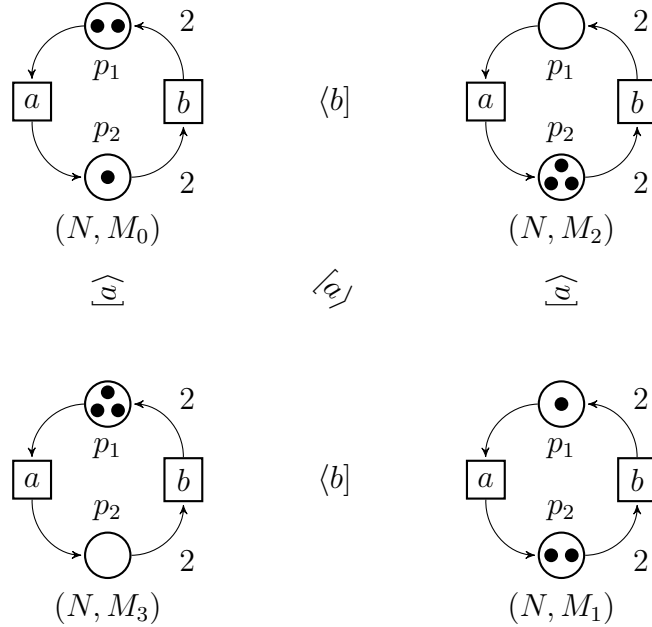 2 2
p₁ p₁
a b ⟨b] a b
p₂ p₂
2 2
(N, M₀) (N, M₂)
[a⟩ [a⟩ [a⟩
2 2
p₁ p₁
a b ⟨b] a b
p₂ p₂
2 2
(N, M₃) (N, M₁)